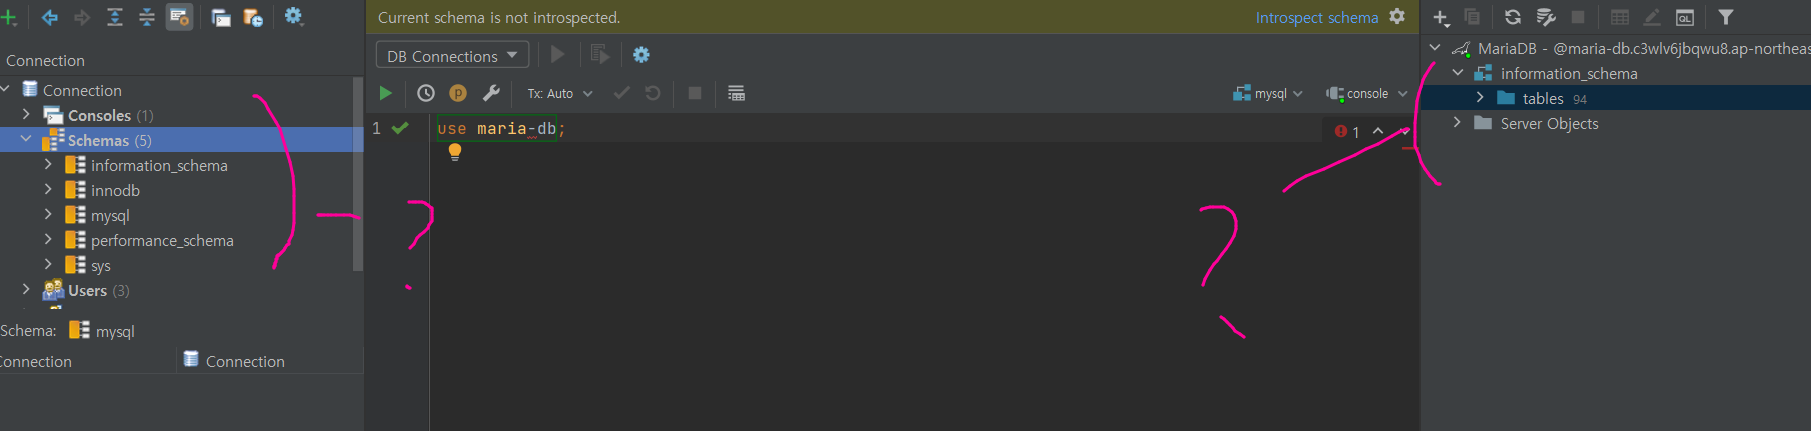 Current schema is not introspected.
Introspect schema
Connection
DB Connections
MariaDB - @maria-db.c3wlv6jbqwu8.ap-northeas
information_schema
tables 94
Server Objects
Connection
Consoles (1)
Schemas (5)
information_schema
innodb
mysql
performance_schema
sys
Users (3)
Schema: mysql
Connection
Connection
p
Tx: Auto
mysql
console
QL
1
use maria-db;
1
?
?